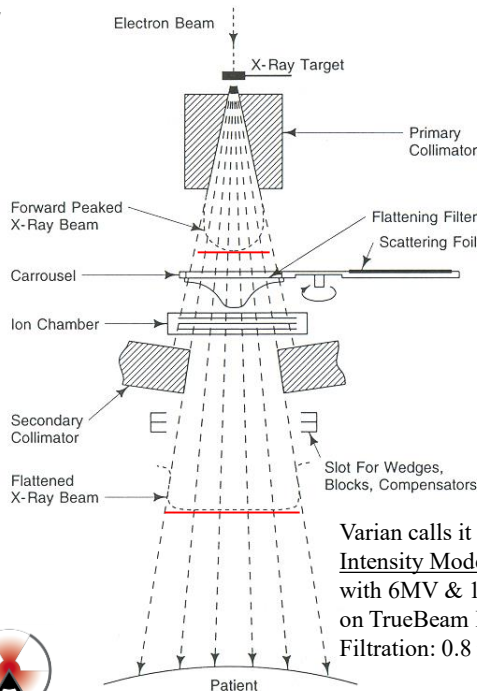 Electron Beam
X-Ray Target
Primary
Collimator
Forward Peaked
X-Ray Beam
Flattening Filter
Scattering Foil
Carrousel
Ion Chamber
Secondary
Collimator
Slot For Wedges,
Blocks, Compensators
Flattened
X-Ray Beam
Varian calls it
Intensity Mode
with 6MV & 1
on TrueBeam
Filtration: 0.8
Patient